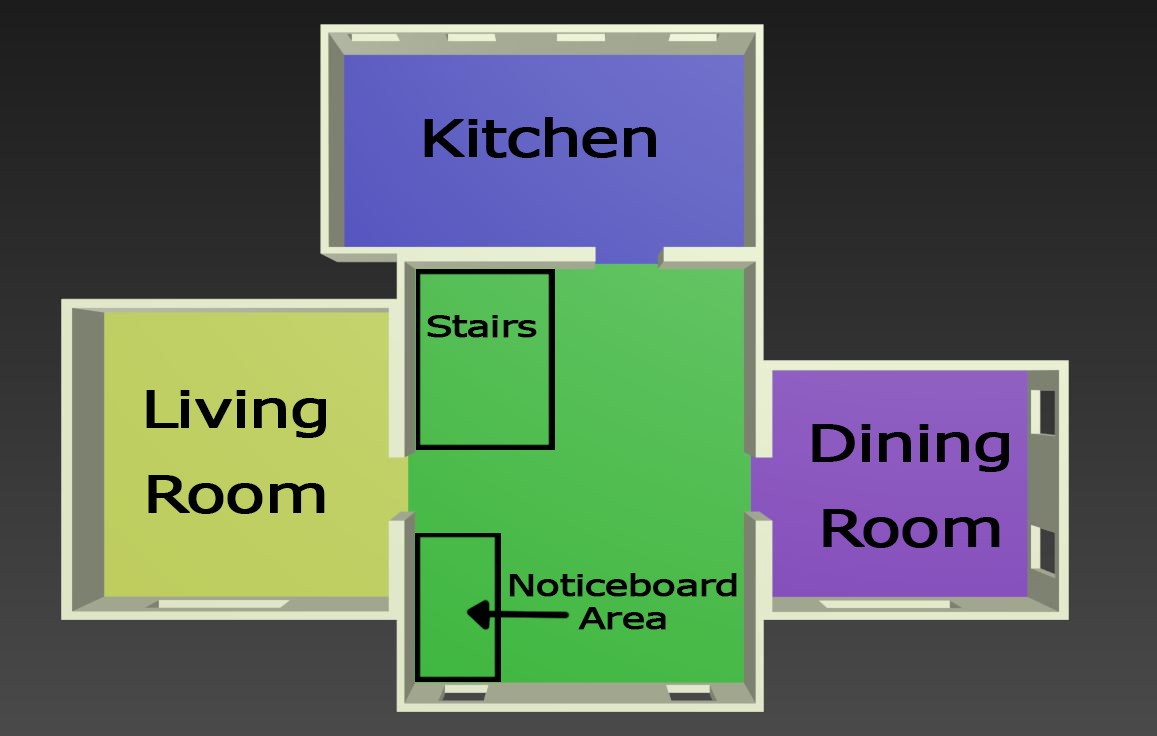 Kitchen
Stairs
Living
Room
Dining
Room
Noticeboard
Area